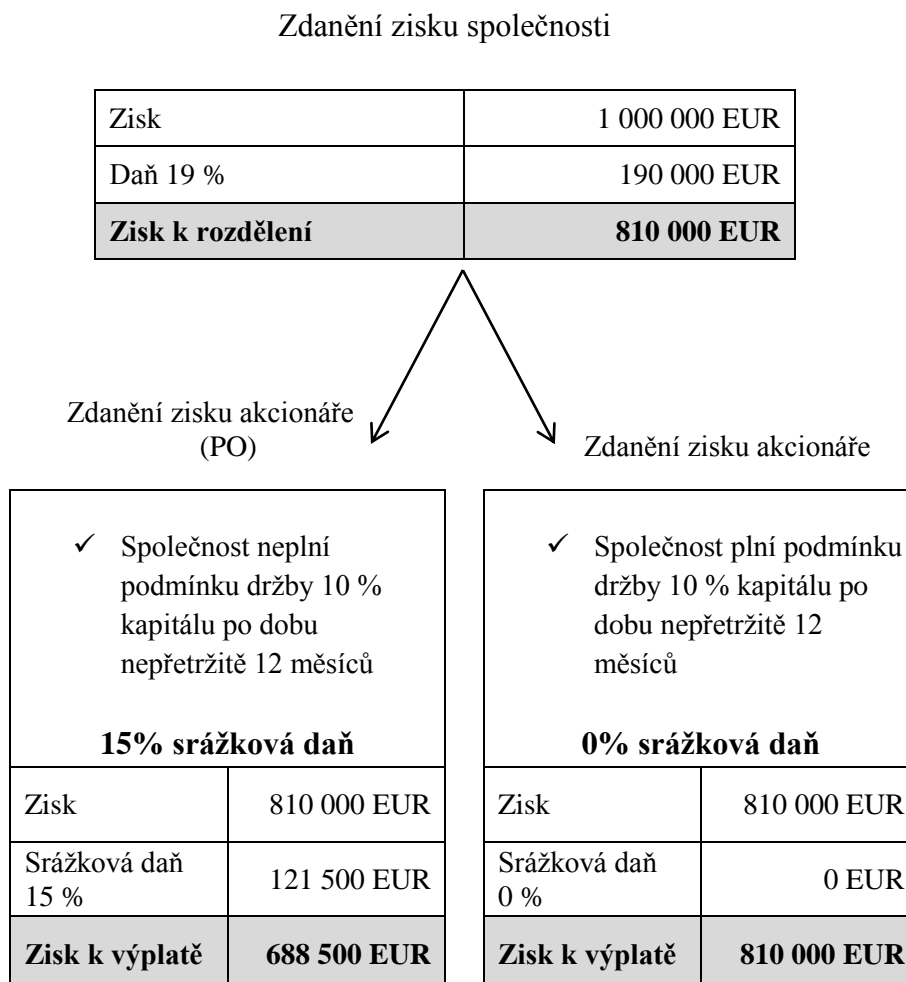 Zdanění zisku společnosti
Zisk 1 000 000 EUR
Daň 19 % 190 000 EUR
Zisk k rozdělení 810 000 EUR
Zdanění zisku akcionáře
(PO)
✓ Společnost neplní
podmínku držby 10 %
kapitálu po dobu
nepřetržitě 12 měsíců
15% srážková daň
Zisk 810 000 EUR
Srážková daň
15 % 121 500 EUR
Zisk k výplatě 688 500 EUR
Zdanění zisku akcionáře
✓ Společnost plní podmínku
držby 10 % kapitálu po
dobu nepřetržitě 12
měsíců
0% srážková daň
Zisk 810 000 EUR
Srážková daň
0 % 0 EUR
Zisk k výplatě 810 000 EUR